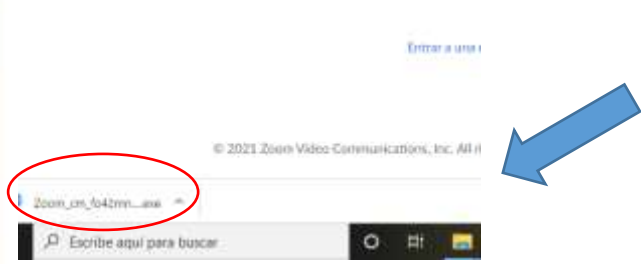 Entrar a una
© 2021 Zoom Video Communications, Inc. All
Zoom_cm_fo42mn....exe
Escribe aquí para buscar